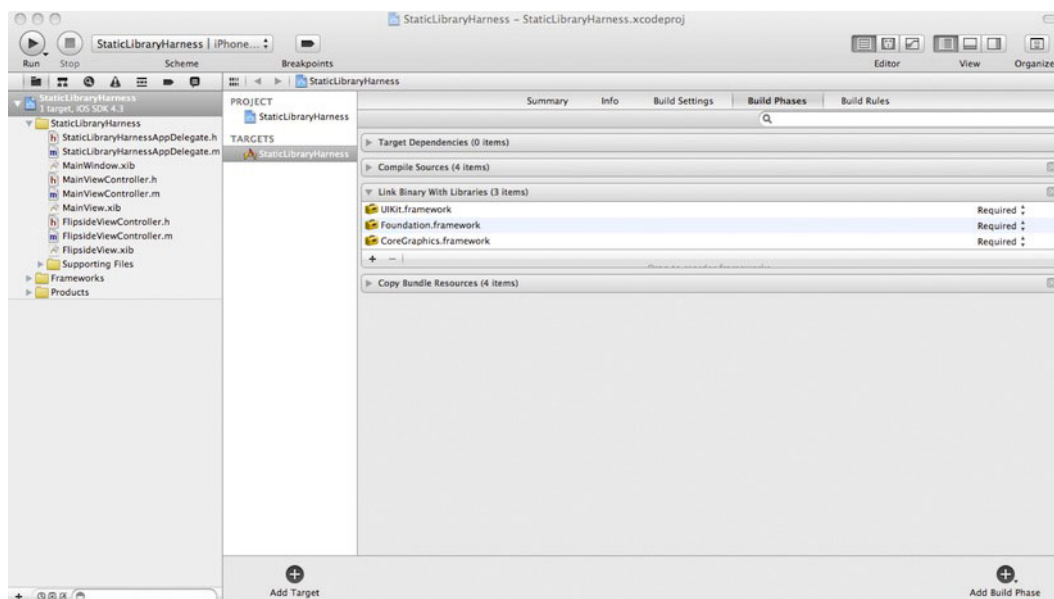 StaticLibraryHarness – StaticLibraryHarness.xcodeproj
StaticLibraryHarness | iPhone...
Run Stop Scheme Breakpoints Editor View Organize
StaticLibraryHarness
StaticLibraryHarness
1 target, iOS SDK 4.3
StaticLibraryHarness
StaticLibraryHarnessAppDelegate.h
StaticLibraryHarnessAppDelegate.m
MainWindow.xib
MainViewController.h
MainViewController.m
MainView.xib
FlipsideViewController.h
FlipsideViewController.m
FlipsideView.xib
Supporting Files
Frameworks
Products
PROJECT
StaticLibraryHarness
TARGETS
StaticLibraryHarness
Summary Info Build Settings Build Phases Build Rules
Target Dependencies (0 items)
Compile Sources (4 items)
Link Binary With Libraries (3 items)
UIKit.framework Required
Foundation.framework Required
CoreGraphics.framework Required
Copy Bundle Resources (4 items)
Add Target Add Build Phase